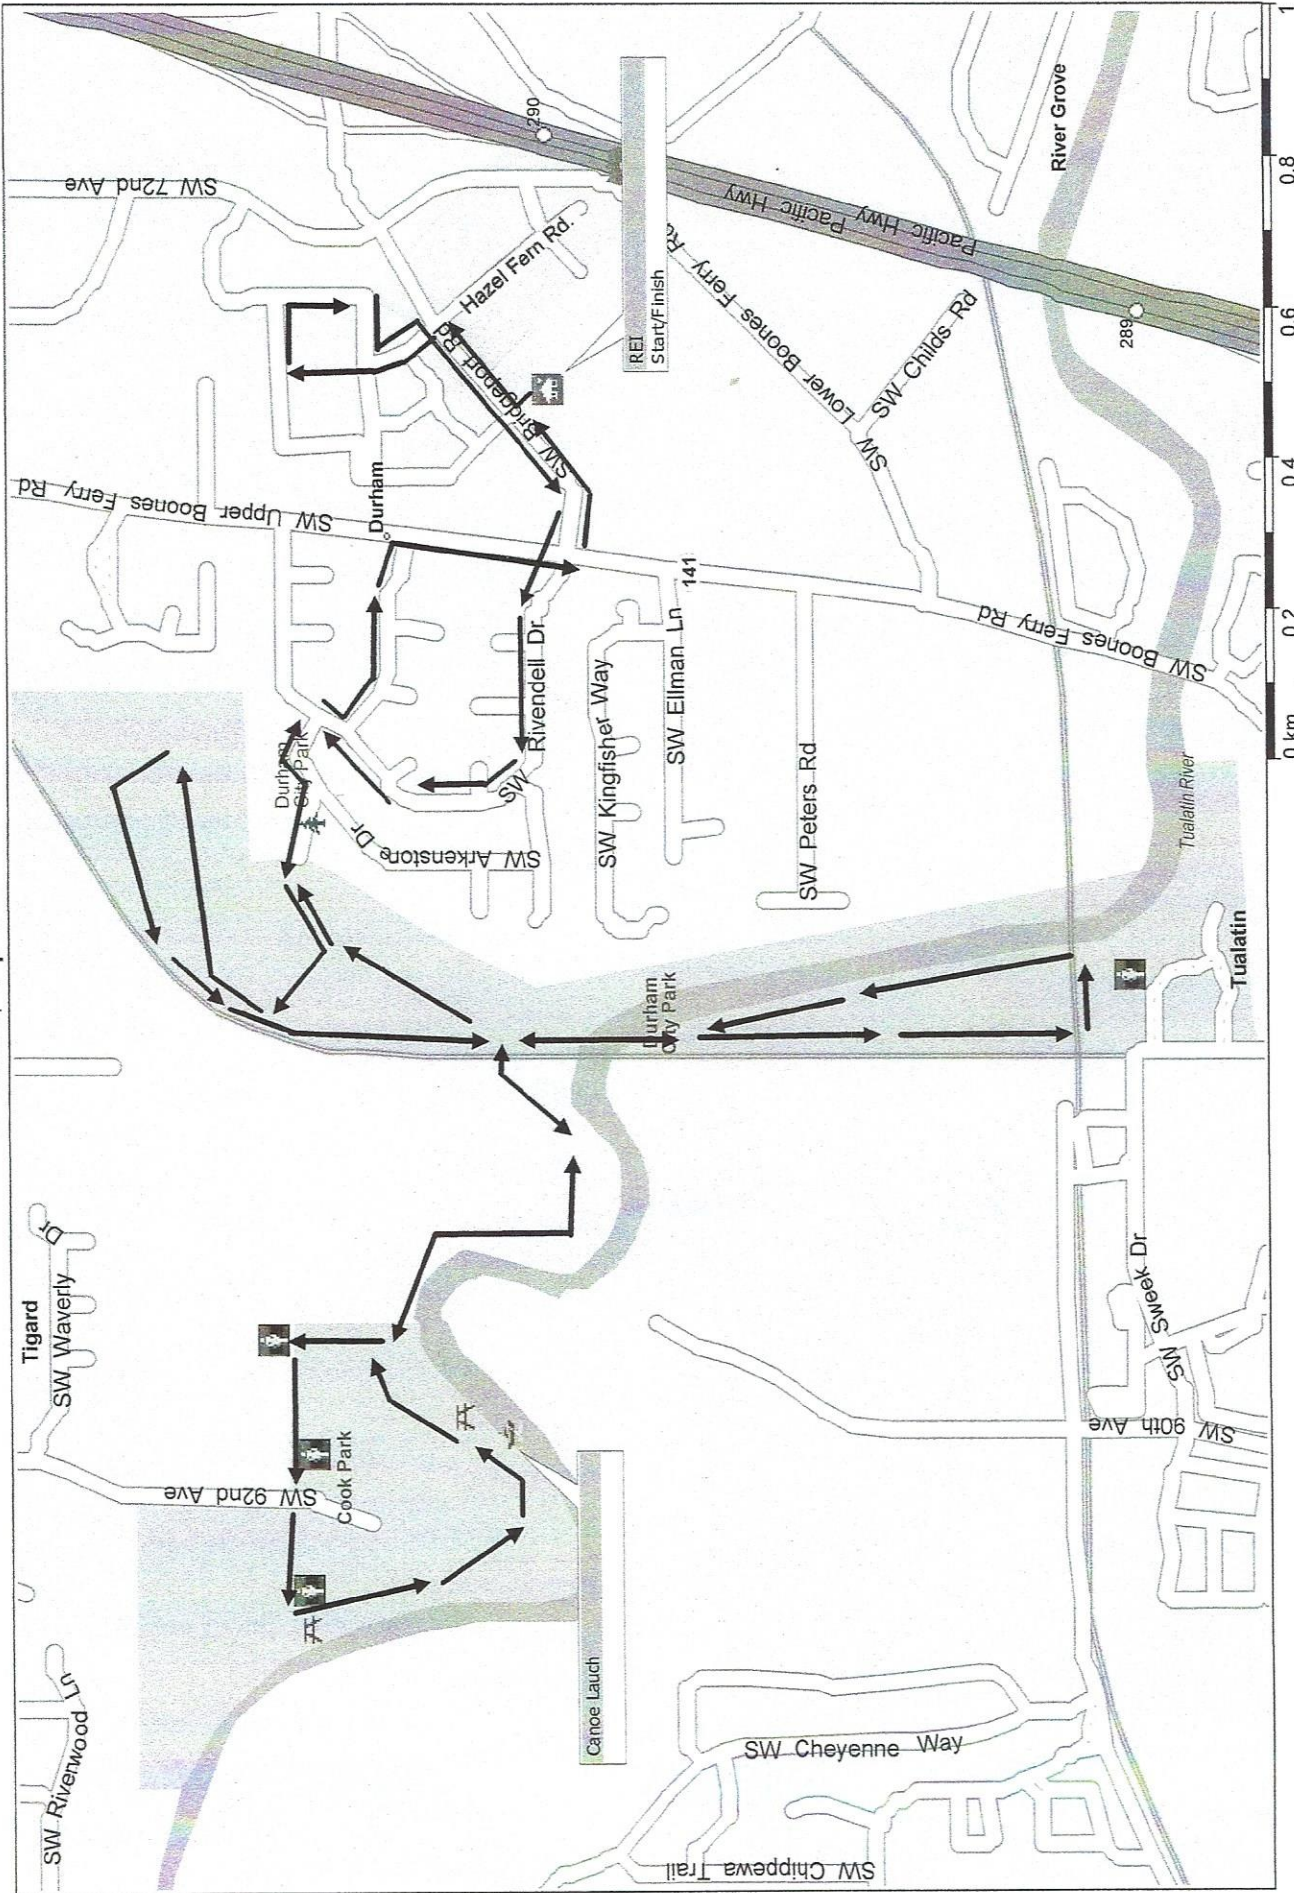 Tigard
SW Waverly Dr
SW Riverwood Ln
SW 92nd Ave
Cook Park
Canoe Lauch
SW Cheyenne Way
SW Chippewa Trail
SW 90th Ave
SW Sweek Dr
Tualatin
Tualatin River
Durham
City Park
Durham
City Park
SW Arkenstone Dr
SW Rivendell Dr
SW Kingfisher Way
SW Ellman Ln
SW Peters Rd
141
SW Boones Ferry Rd
SW Upper Boones Ferry Rd
Durham
SW Bridgeport Rd
Hazel Fern Rd.
SW 72nd Ave
REI
Start/Finish
SW Lower Boones Ferry Rd
SW Childs Rd
Pacific Hwy
Pacific Hwy
290
289
River Grove
0 km
0.2
0.4
0.6
0.8
1